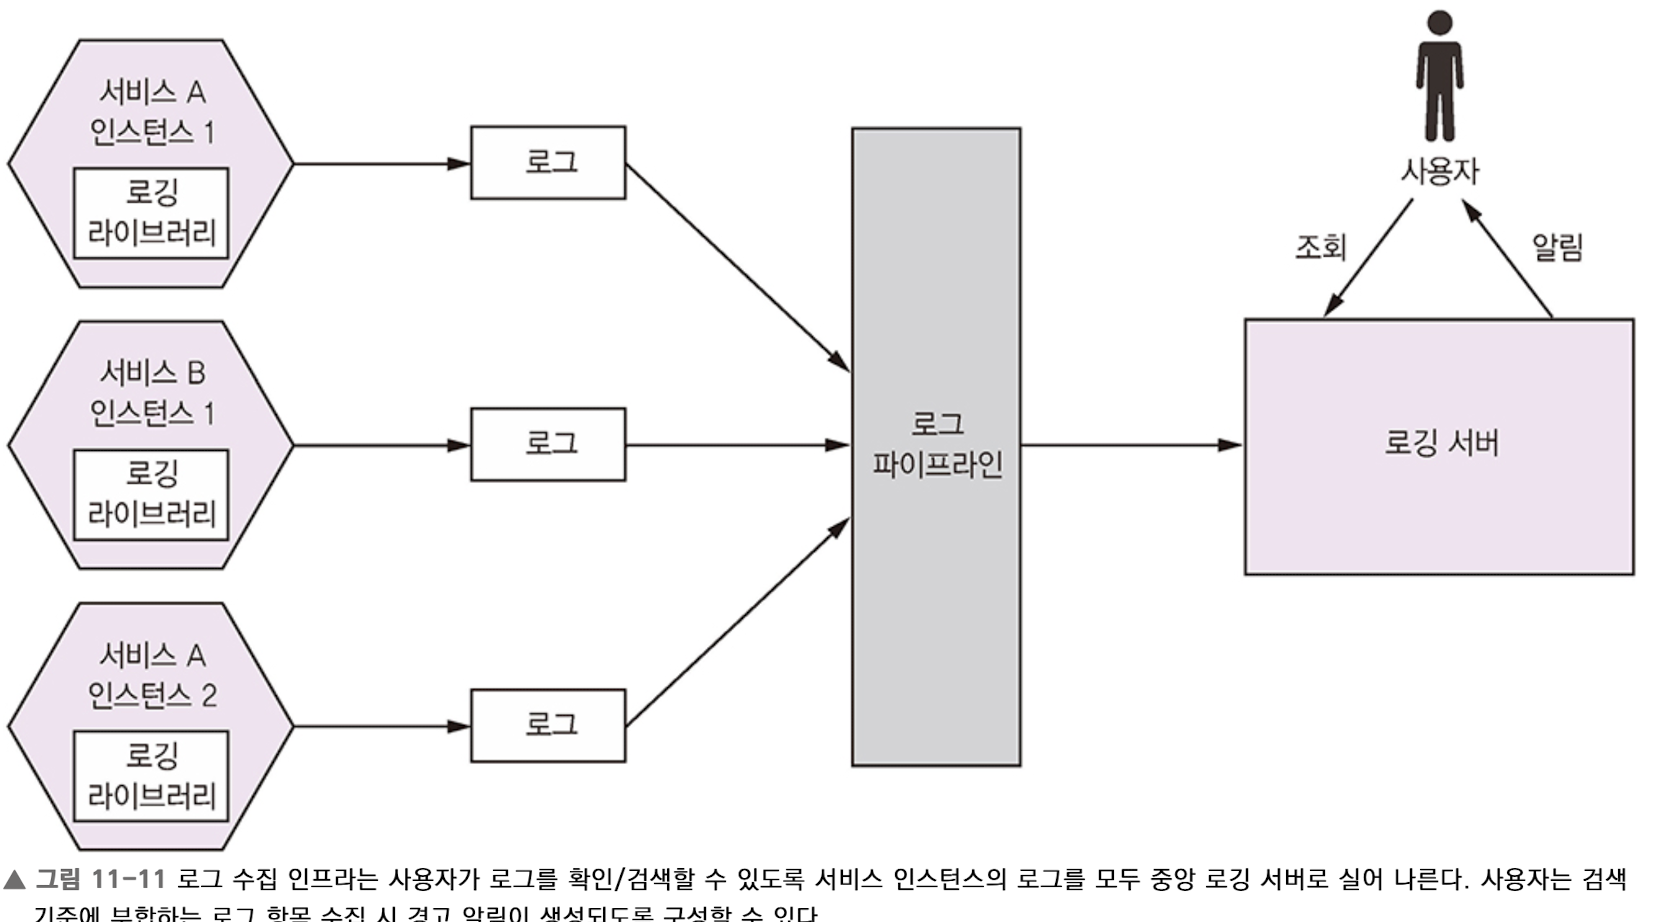 서비스 A
인스턴스 1
로깅
라이브러리
로그
서비스 B
인스턴스 1
로깅
라이브러리
로그
서비스 A
인스턴스 2
로깅
라이브러리
로그
로그
파이프라인
사용자
조회
알림
로깅 서버
▲ 그림 11-11 로그 수집 인프라는 사용자가 로그를 확인/검색할 수 있도록 서비스 인스턴스의 로그를 모두 중앙 로깅 서버로 실어 나른다. 사용자는 검색
기준에 부합하는 로그 항목 수집 시 경고 알림이 생성되도록 구성할 수 있다.